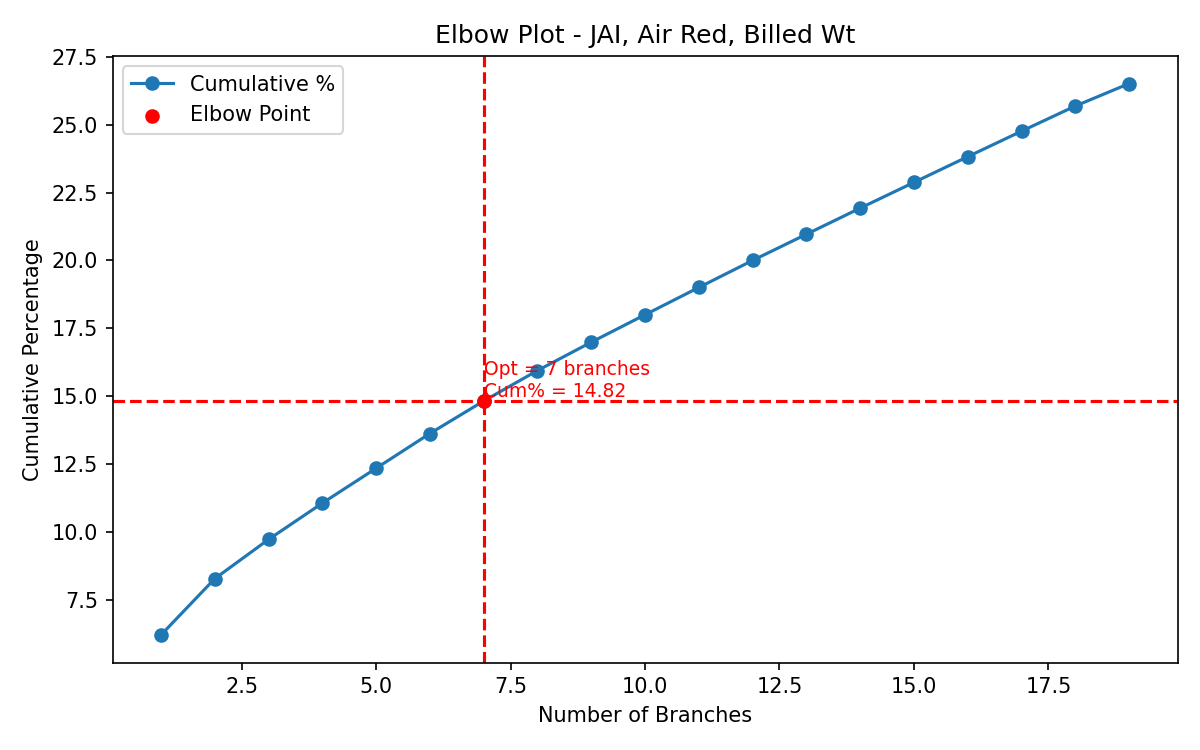 Elbow Plot - JAI, Air Red, Billed Wt
Cumulative %
Elbow Point
27.5
25.0
22.5
20.0
17.5
15.0
12.5
10.0
7.5
Cumulative Percentage
Opt = 7 branches
Cum% = 14.82
2.5
5.0
7.5
10.0
12.5
15.0
17.5
Number of Branches